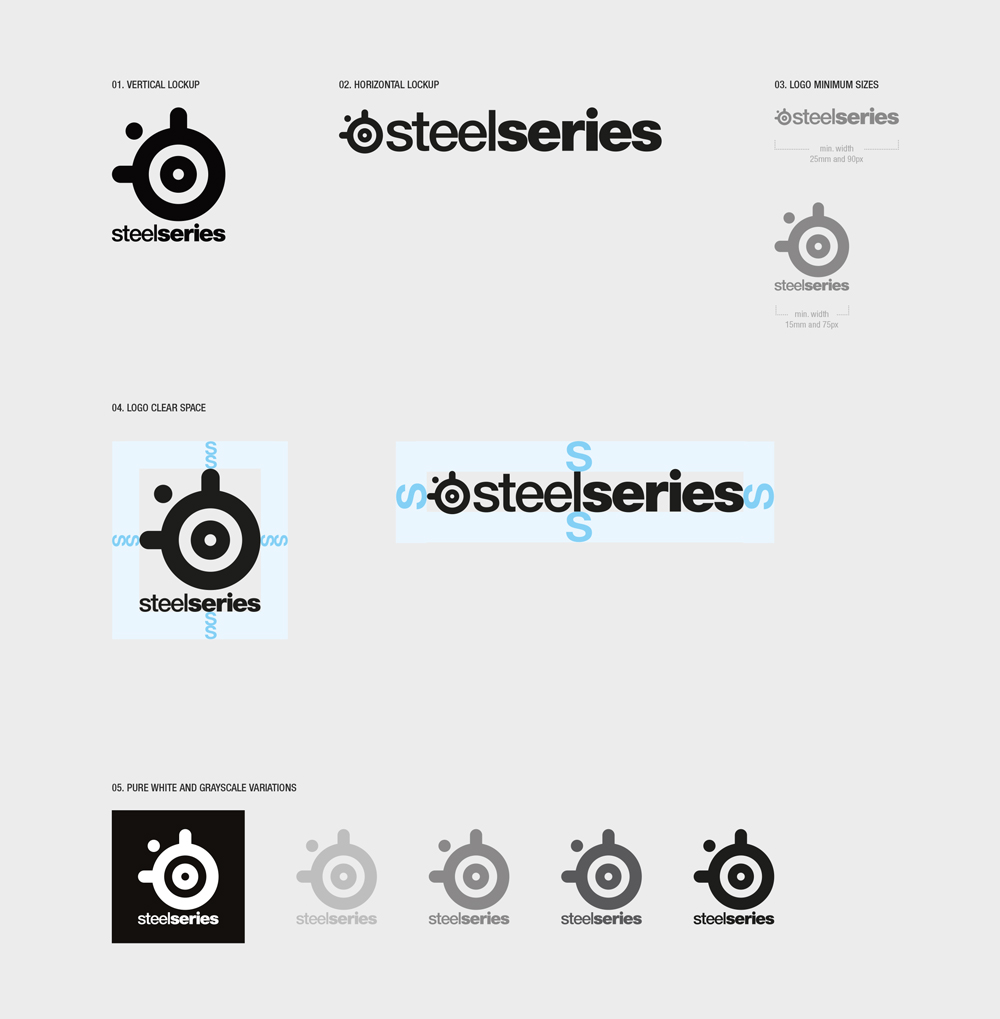 01. VERTICAL LOCKUP
steelseries
02. HORIZONTAL LOCKUP
steelseries
03. LOGO MINIMUM SIZES
steelseries
min. width
25mm and 90px
steelseries
min. width
15mm and 75px
04. LOGO CLEAR SPACE
S
S
S S steelseries S S
S
S
S
S steelseries S
S
05. PURE WHITE AND GRAYSCALE VARIATIONS
steelseries
steelseries
steelseries
steelseries
steelseries